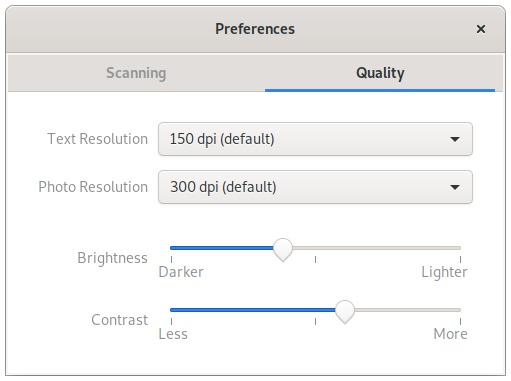 Preferences
Scanning Quality
Text Resolution 150 dpi (default)
Photo Resolution 300 dpi (default)
Brightness
Darker Lighter
Contrast
Less More